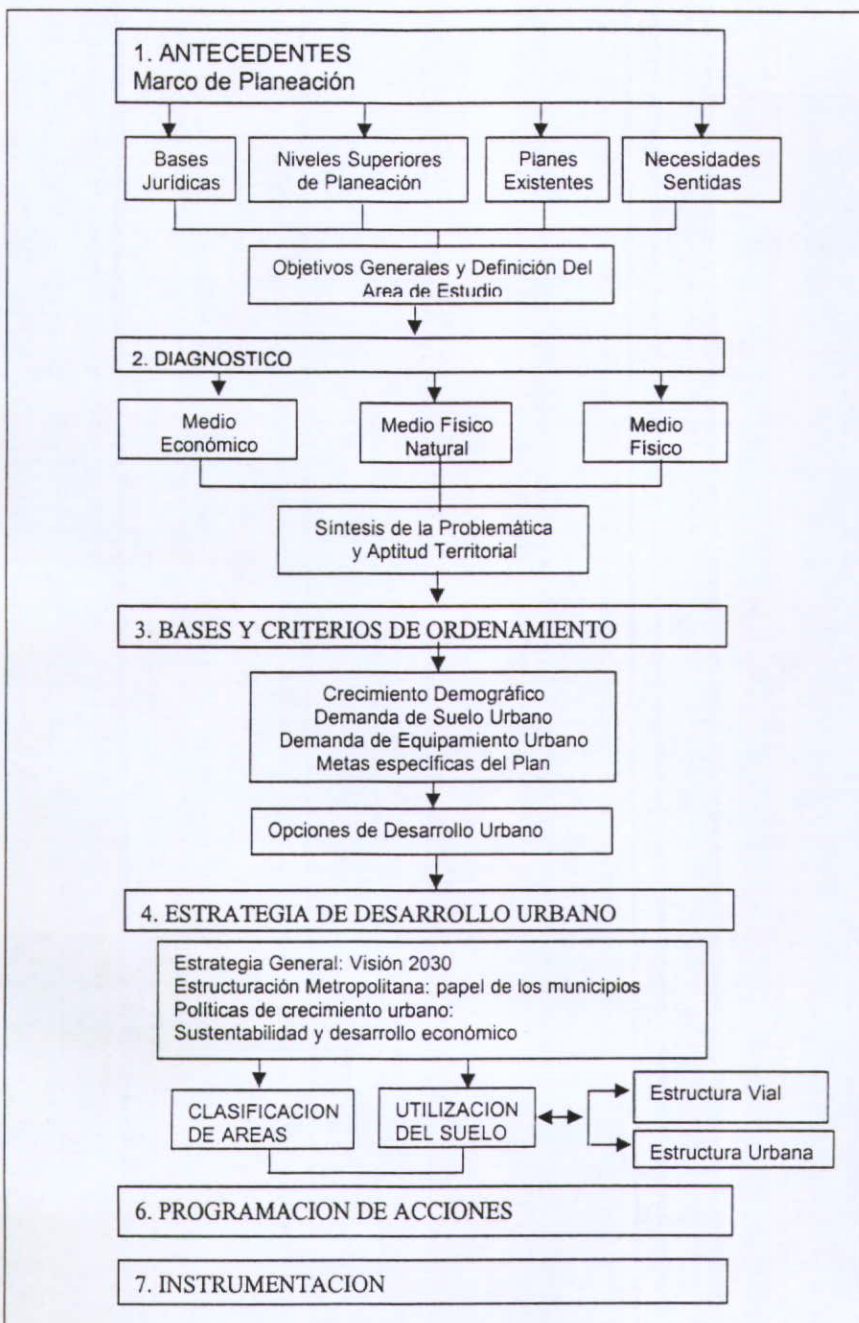 1. ANTECEDENTES
Marco de Planeación
Bases
Jurídicas
Niveles Superiores
de Planeación
Planes
Existentes
Necesidades
Sentidas
Objetivos Generales y Definición Del
Area de Estudio
2. DIAGNOSTICO
Medio
Económico
Medio Físico
Natural
Medio
Físico
Síntesis de la Problemática
y Aptitud Territorial
3. BASES Y CRITERIOS DE ORDENAMIENTO
Crecimiento Demográfico
Demanda de Suelo Urbano
Demanda de Equipamiento Urbano
Metas específicas del Plan
Opciones de Desarrollo Urbano
4. ESTRATEGIA DE DESARROLLO URBANO
Estrategia General: Visión 2030
Estructuración Metropolitana: papel de los municipios
Políticas de crecimiento urbano:
Sustentabilidad y desarrollo económico
CLASIFICACION
DE AREAS
UTILIZACION
DEL SUELO
Estructura Vial
Estructura Urbana
6. PROGRAMACION DE ACCIONES
7. INSTRUMENTACION